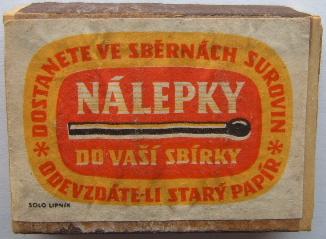 DOSTANETE VE SBĚRNÁCH SUROVIN
NÁLEPKY
DO VAŠÍ SBÍRKY
* ODEVZDÁTE-LI STARÝ PAPÍR *
SOLO LIPNÍK